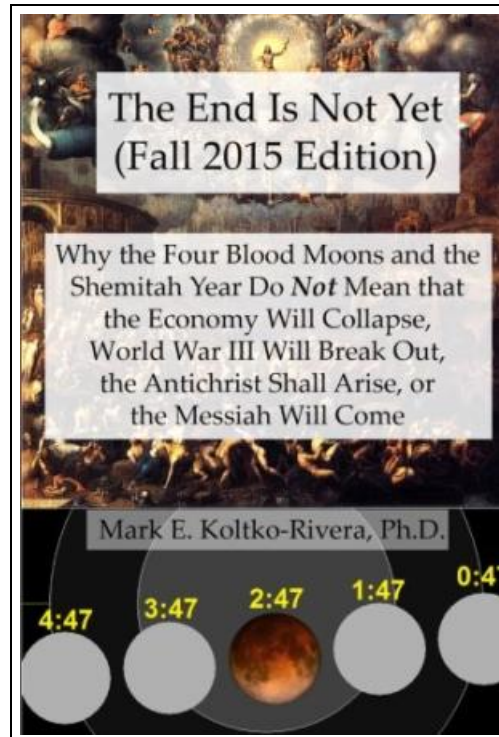 The End Is Not Yet
(Fall 2015 Edition)
Why the Four Blood Moons and the
Shemitah Year Do Not Mean that
the Economy Will Collapse,
World War III Will Break Out,
the Antichrist Shall Arise, or
the Messiah Will Come
Mark E. Koltko-Rivera, Ph.D.
4:47 3:47 2:47 1:47 0:47